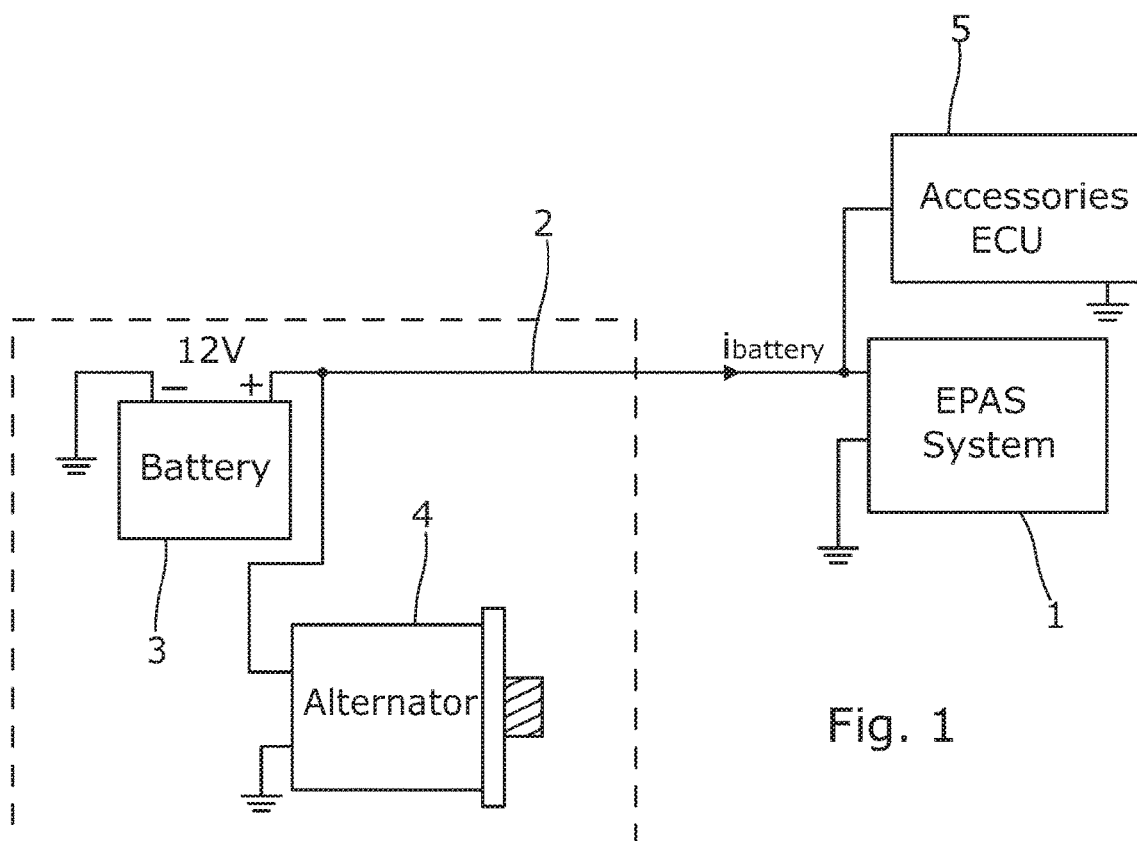 5
Accessories
ECU
2
12V
ibattery
− +
EPAS
System
Battery
4
3
1
Alternator
Fig. 1